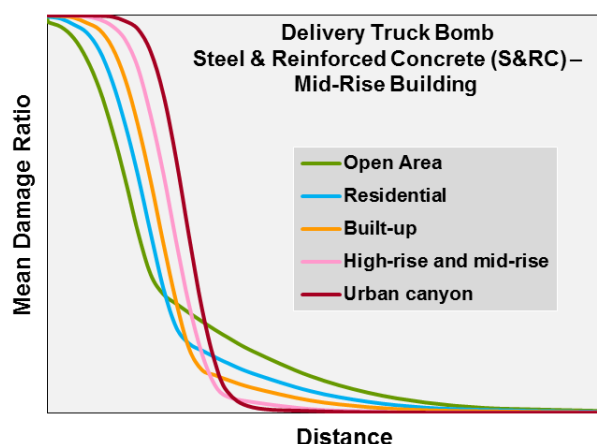 Delivery Truck Bomb
Steel & Reinforced Concrete (S&RC) –
Mid-Rise Building
Mean Damage Ratio
Open Area
Residential
Built-up
High-rise and mid-rise
Urban canyon
Distance